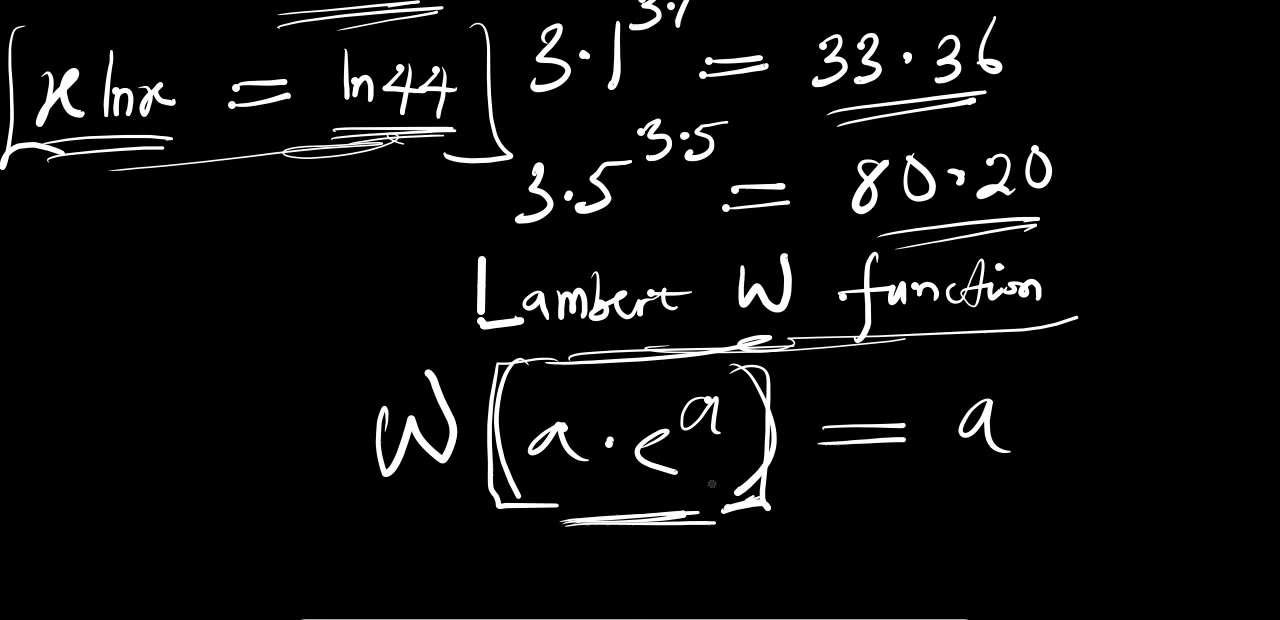 x ln x = ln 44
3.1^3.1 = 33.36
3.5^3.5 = 80.20
Lambert W function
W [(a · e^a)] = a